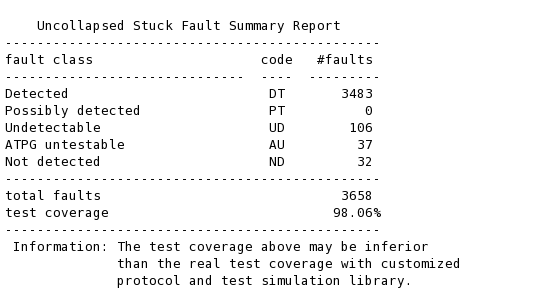 Uncollapsed Stuck Fault Summary Report
-----------------------------------------------
fault class                     code   #faults
------------------------------  ----  ---------
Detected                         DT       3483
Possibly detected                PT          0
Undetectable                     UD        106
ATPG untestable                  AU         37
Not detected                     ND         32
-----------------------------------------------
total faults                              3658
test coverage                            98.06%
-----------------------------------------------
Information: The test coverage above may be inferior
than the real test coverage with customized
protocol and test simulation library.